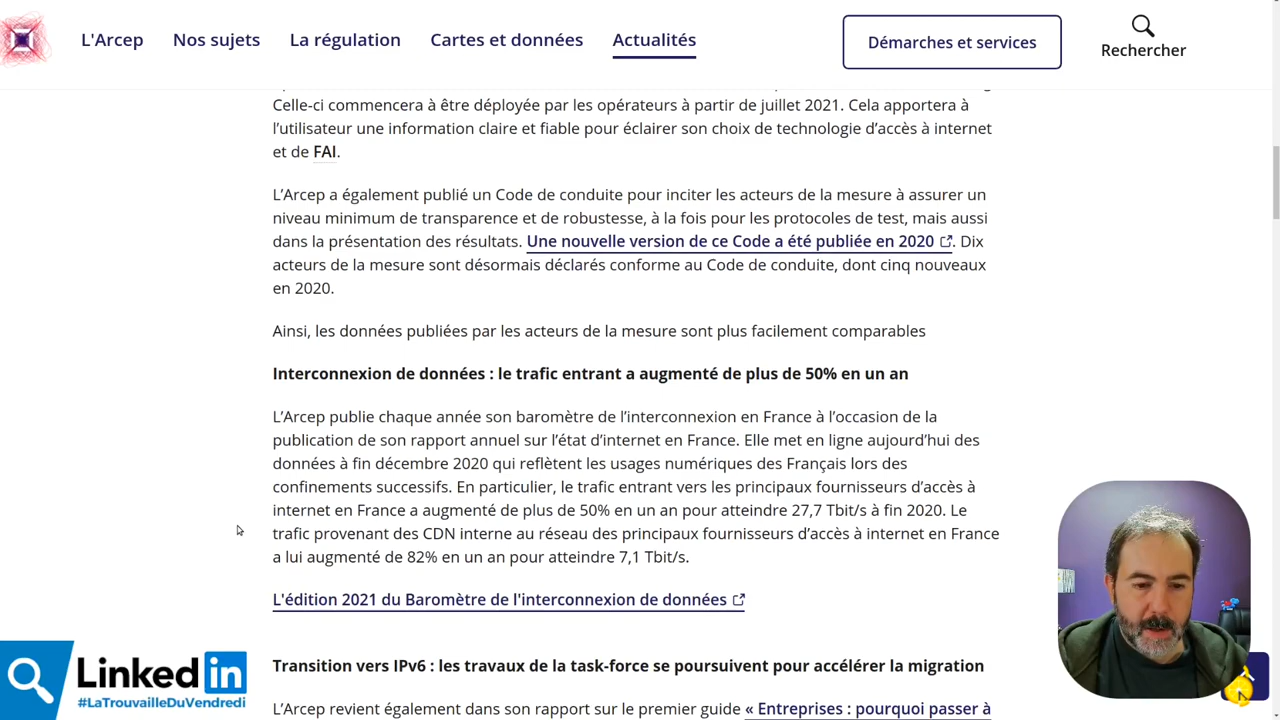 L'Arcep
Nos sujets
La régulation
Cartes et données
Actualités
Démarches et services
Rechercher
Celle-ci commencera à être déployée par les opérateurs à partir de juillet 2021. Cela apportera à
l’utilisateur une information claire et fiable pour éclairer son choix de technologie d’accès à internet
et de FAI.
L’Arcep a également publié un Code de conduite pour inciter les acteurs de la mesure à assurer un
niveau minimum de transparence et de robustesse, à la fois pour les protocoles de test, mais aussi
dans la présentation des résultats. Une nouvelle version de ce Code a été publiée en 2020. Dix
acteurs de la mesure sont désormais déclarés conforme au Code de conduite, dont cinq nouveaux
en 2020.
Ainsi, les données publiées par les acteurs de la mesure sont plus facilement comparables
Interconnexion de données : le trafic entrant a augmenté de plus de 50% en un an
L’Arcep publie chaque année son baromètre de l’interconnexion en France à l’occasion de la
publication de son rapport annuel sur l’état d’internet en France. Elle met en ligne aujourd’hui des
données à fin décembre 2020 qui reflètent les usages numériques des Français lors des
confinements successifs. En particulier, le trafic entrant vers les principaux fournisseurs d’accès à
internet en France a augmenté de plus de 50% en un an pour atteindre 27,7 Tbit/s à fin 2020. Le
trafic provenant des CDN interne au réseau des principaux fournisseurs d’accès à internet en France
a lui augmenté de 82% en un an pour atteindre 7,1 Tbit/s.
L'édition 2021 du Baromètre de l'interconnexion de données
Transition vers IPv6 : les travaux de la task-force se poursuivent pour accélérer la migration
L’Arcep revient également dans son rapport sur le premier guide « Entreprises : pourquoi passer à
Linked in
#LaTrouvailleDuVendredi